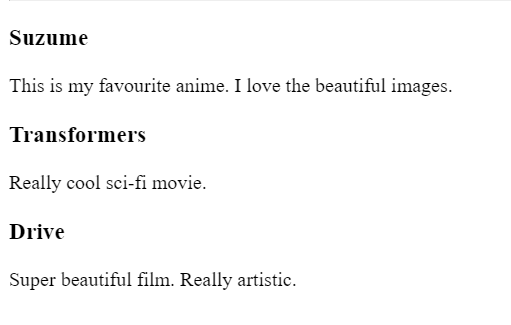 Suzume
This is my favourite anime. I love the beautiful images.
Transformers
Really cool sci-fi movie.
Drive
Super beautiful film. Really artistic.